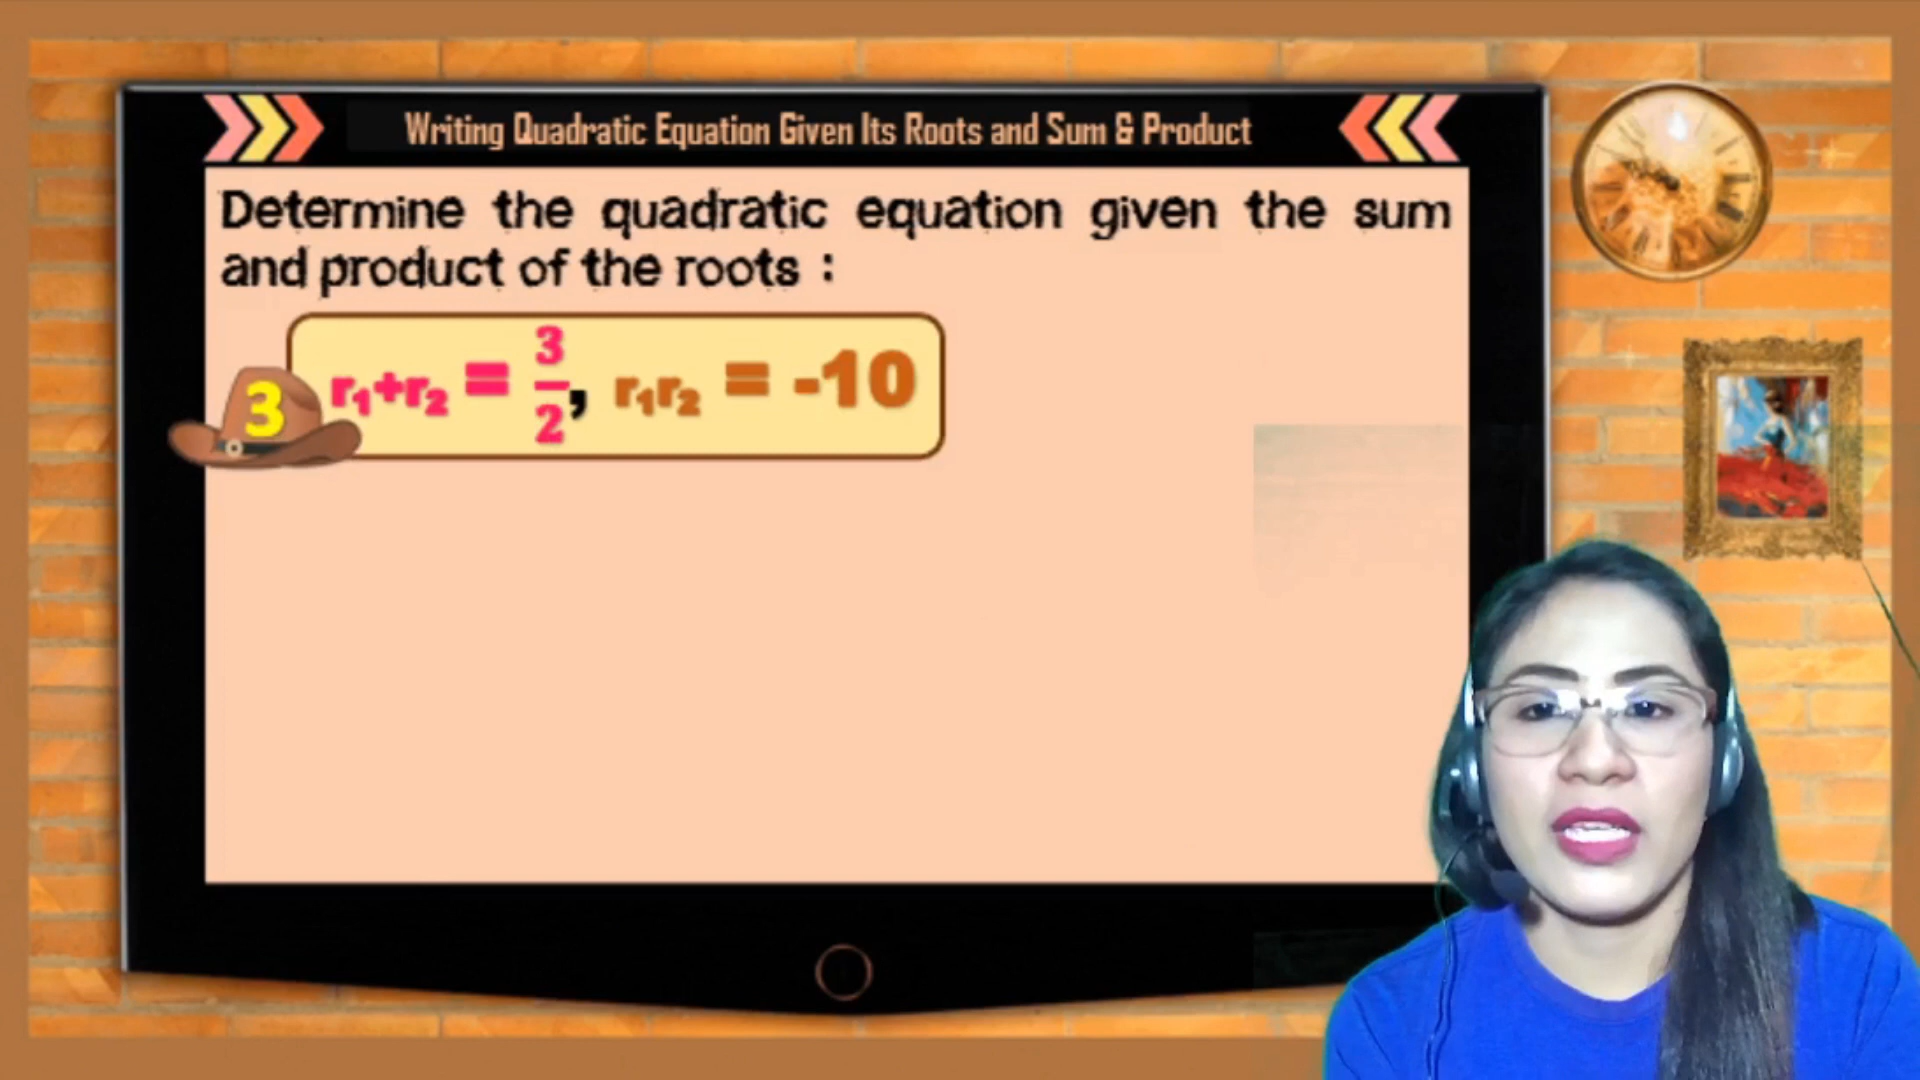 Writing Quadratic Equation Given Its Roots and Sum & Product
Determine the quadratic equation given the sum
and product of the roots :
3 r₁+r₂ = 3/2, r₁r₂ = -10